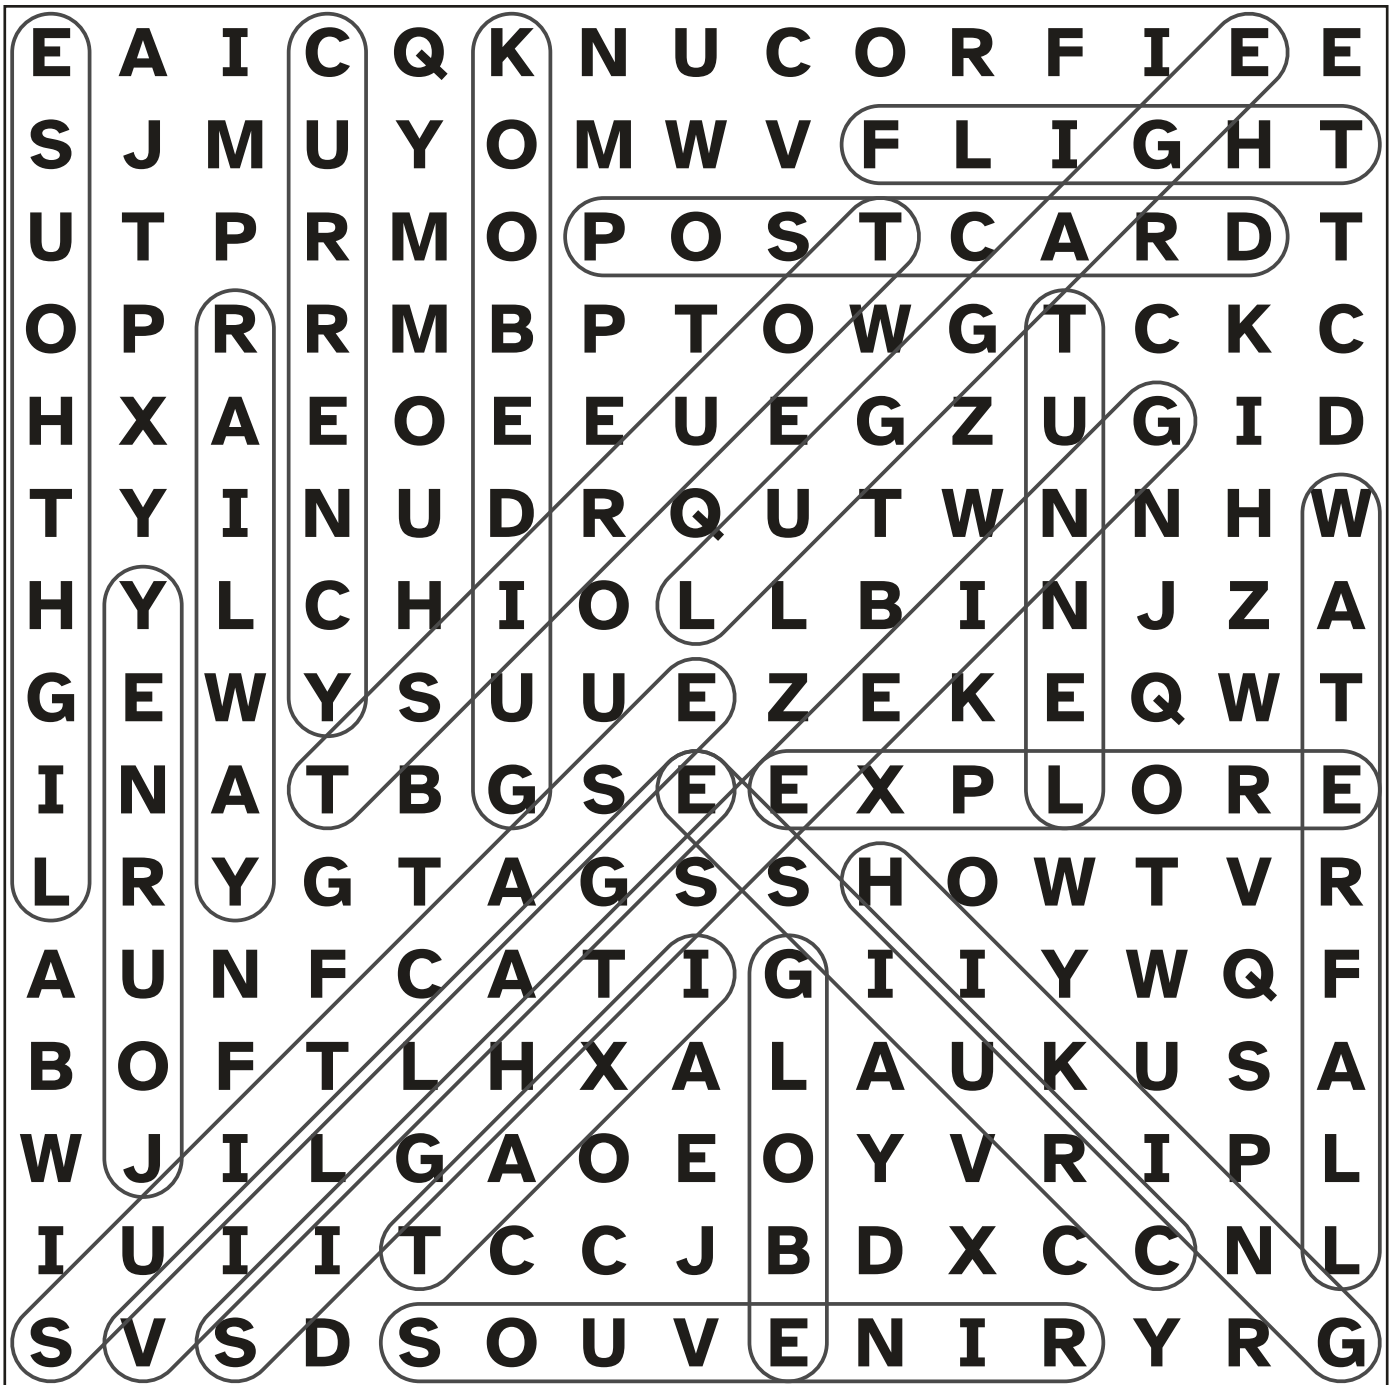 E A I C Q K N U C O R F I E E
S J M U Y O M W V F L I G H T
U T P R M O P O S T C A R D T
O P R R M B P T O W G T C K C
H X A E O E E U E G Z U G I D
T Y I N U D R Q U T W N N H W
H Y L C H I O L L B I N J Z A
G E W Y S U U E Z E K E Q W T
I N A T B G S E E X P L O R E
L R Y G T A G S S H O W T V R
A U N F C A T I G I I Y W Q F
B O F T L H X A L A U K U S A
W J I L G A O E O Y V R I P L
I U I I T C C J B D X C C N L
S V S D S O U V E N I R Y R G